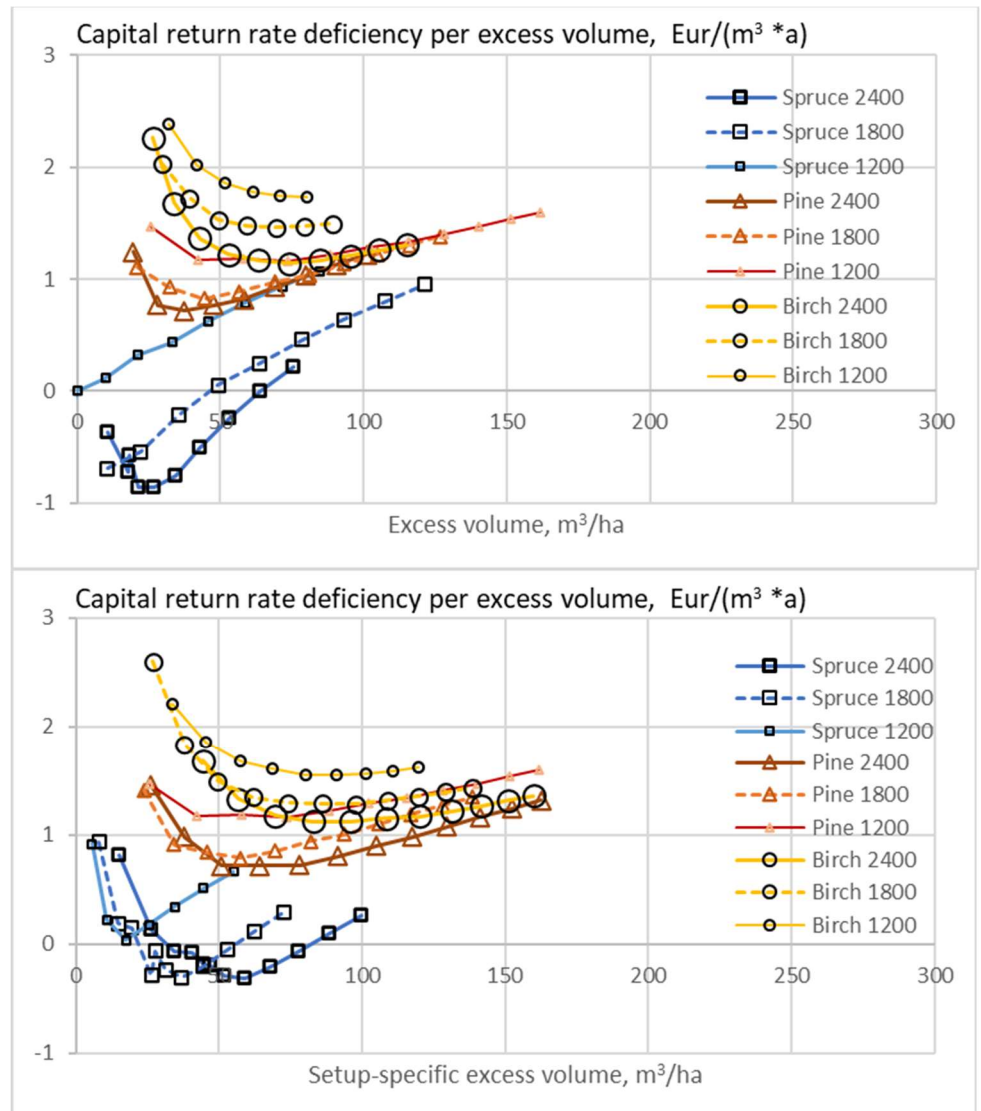 Capital return rate deficiency per excess volume, Eur/(m³ *a)
3
2
1
0
-1
0
50
100
150
200
250
300
Spruce 2400
Spruce 1800
Spruce 1200
Pine 2400
Pine 1800
Pine 1200
Birch 2400
Birch 1800
Birch 1200
Excess volume, m³/ha
Capital return rate deficiency per excess volume, Eur/(m³ *a)
3
2
1
0
-1
0
50
100
150
200
250
300
Spruce 2400
Spruce 1800
Spruce 1200
Pine 2400
Pine 1800
Pine 1200
Birch 2400
Birch 1800
Birch 1200
Setup-specific excess volume, m³/ha